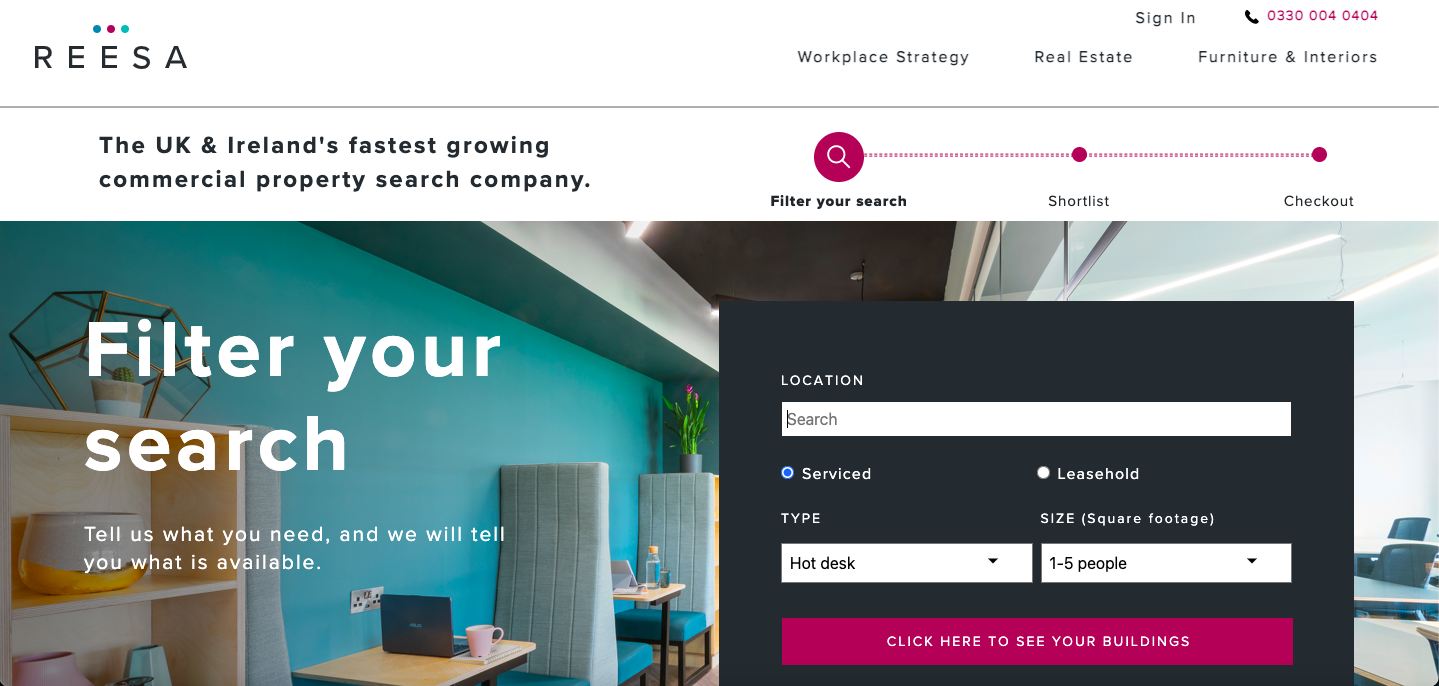 Sign In
0330 004 0404
REESA
Workplace Strategy
Real Estate
Furniture & Interiors
The UK & Ireland's fastest growing
commercial property search company.
Filter your search
Shortlist
Checkout
Filter your
search
Tell us what you need, and we will tell
you what is available.
LOCATION
Search
Serviced
Leasehold
TYPE
SIZE (Square footage)
Hot desk
1-5 people
CLICK HERE TO SEE YOUR BUILDINGS